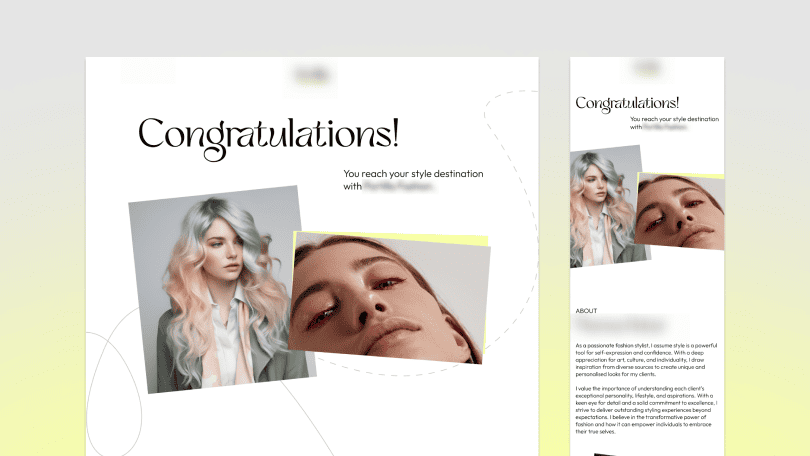 Congratulations!
You reach your style destination
with
Congratulations!
You reach your style destination
with
ABOUT
As a passionate fashion stylist, I assume style is a powerful
tool for self-expression and confidence. With a deep
appreciation for art, culture, and individuality, I draw
inspiration from diverse sources to create unique and
personalised looks for my clients.
I value the importance of understanding each client's
exceptional personality, lifestyle, and aspirations. With a
keen eye for detail and a solid commitment to excellence, I
strive to deliver outstanding styling experiences beyond
expectations. I believe in the transformative power of
fashion and how it can empower individuals to embrace
their true selves.